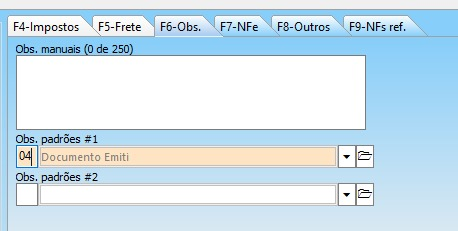 F4-Impostos F5-Frete F6-Obs. F7-NFe F8-Outros F9-NFs ref.
Obs. manuais (0 de 250)
Obs. padrões #1
04 Documento Emiti
Obs. padrões #2